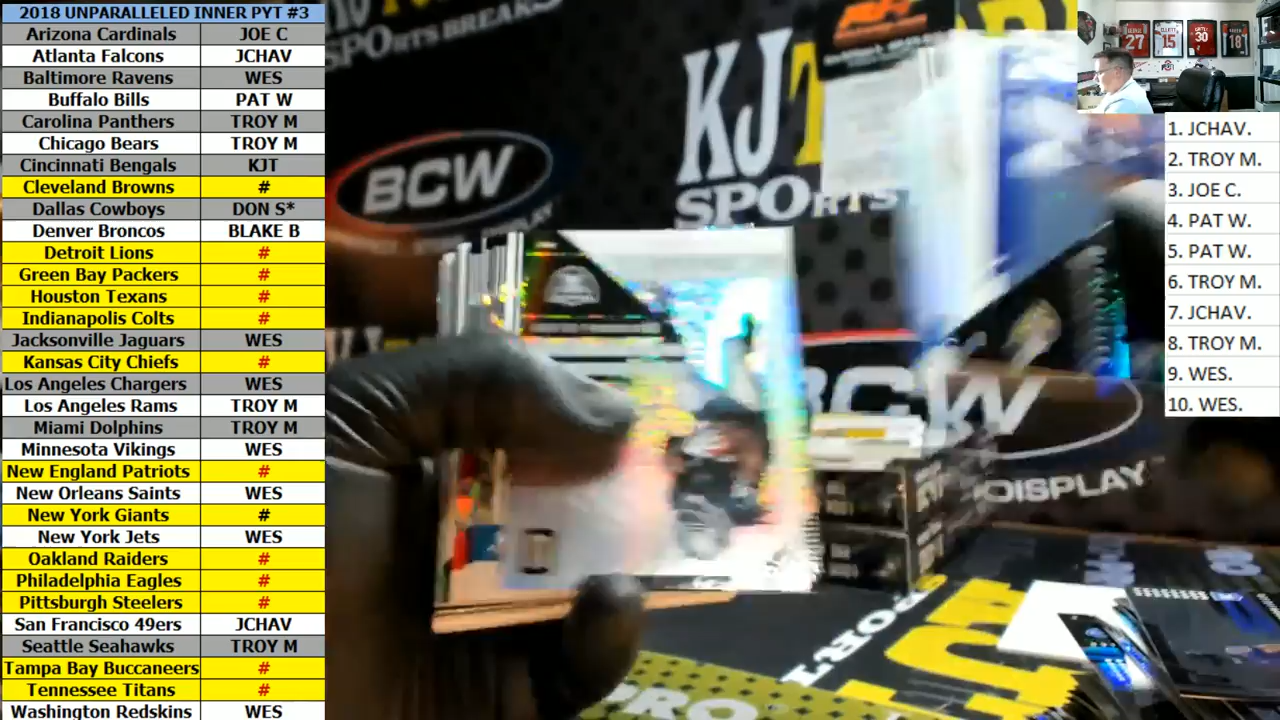 2018 UNPARALLELED INNER PYT #3
Arizona Cardinals JOE C
Atlanta Falcons JCHAV
Baltimore Ravens WES
Buffalo Bills PAT W
Carolina Panthers TROY M
Chicago Bears TROY M
Cincinnati Bengals KJT
Cleveland Browns #
Dallas Cowboys DON S*
Denver Broncos BLAKE B
Detroit Lions #
Green Bay Packers #
Houston Texans #
Indianapolis Colts #
Jacksonville Jaguars WES
Kansas City Chiefs #
Los Angeles Chargers WES
Los Angeles Rams TROY M
Miami Dolphins TROY M
Minnesota Vikings WES
New England Patriots #
New Orleans Saints WES
New York Giants #
New York Jets WES
Oakland Raiders #
Philadelphia Eagles #
Pittsburgh Steelers #
San Francisco 49ers JCHAV
Seattle Seahawks TROY M
Tampa Bay Buccaneers #
Tennessee Titans #
Washington Redskins WES
SPORTS BREAKS
BCW
KJT
SPORTS
BCW
DISPLAY
27
15
30
18
1. JCHAV.
2. TROY M.
3. JOE C.
4. PAT W.
5. PAT W.
6. TROY M.
7. JCHAV.
8. TROY M.
9. WES.
10. WES.